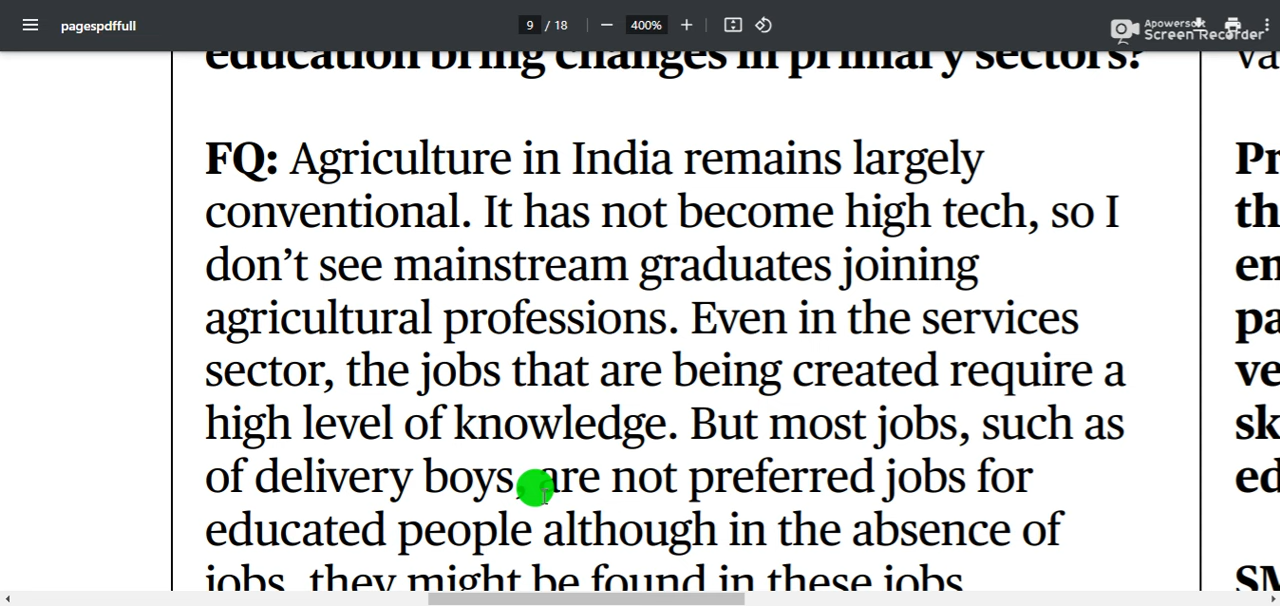 pagespdffull
9 / 18
400%
Apowersoft
Screen Recorder
education bring changes in primary sectors?
FQ: Agriculture in India remains largely
conventional. It has not become high tech, so I
don't see mainstream graduates joining
agricultural professions. Even in the services
sector, the jobs that are being created require a
high level of knowledge. But most jobs, such as
of delivery boys, are not preferred jobs for
educated people although in the absence of
jobs, they might be found in these jobs